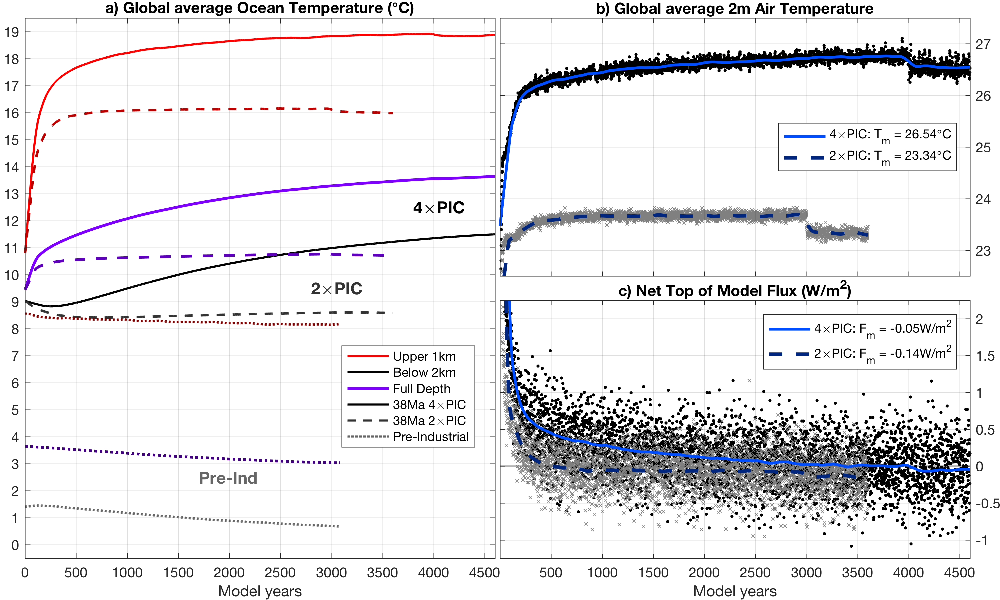 a) Global average Ocean Temperature (°C)
19
18
17
16
15
14
13
12
11
10
9
8
7
6
5
4
3
2
1
0
4×PIC
2×PIC
Pre-Ind
Upper 1km
Below 2km
Full Depth
38Ma 4×PIC
38Ma 2×PIC
Pre-Industrial
0 500 1000 1500 2000 2500 3000 3500 4000 4500
Model years
b) Global average 2m Air Temperature
27
26
25
24
23
4×PIC: Tm = 26.54°C
2×PIC: Tm = 23.34°C
c) Net Top of Model Flux (W/m²)
2
1.5
1
0.5
0
-0.5
-1
4×PIC: Fm = -0.05W/m²
2×PIC: Fm = -0.14W/m²
500 1000 1500 2000 2500 3000 3500 4000 4500
Model years